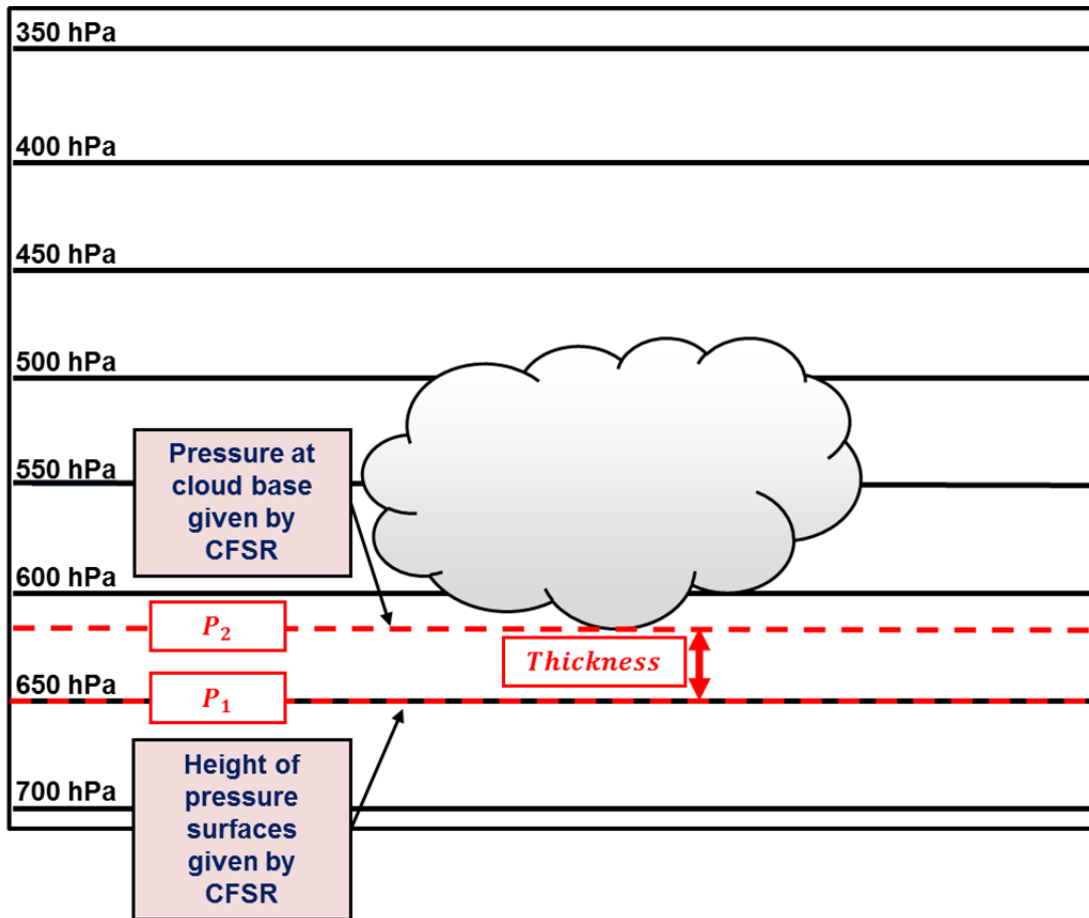 350 hPa
400 hPa
450 hPa
500 hPa
Pressure at
cloud base
given by
CFSR
550 hPa
600 hPa
P₂
Thickness
650 hPa
P₁
Height of
pressure
surfaces
given by
CFSR
700 hPa